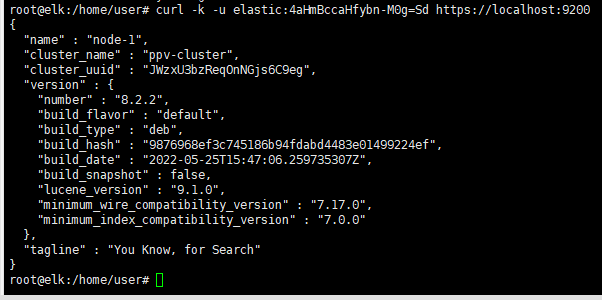 root@elk:/home/user# curl -k -u elastic:4aHmBccaHfybn-M0g=Sd https://localhost:9200
{
  "name" : "node-1",
  "cluster_name" : "ppv-cluster",
  "cluster_uuid" : "JWzxU3bzReqOnNGjs6C9eg",
  "version" : {
    "number" : "8.2.2",
    "build_flavor" : "default",
    "build_type" : "deb",
    "build_hash" : "9876968ef3c745186b94fdabd4483e01499224ef",
    "build_date" : "2022-05-25T15:47:06.259735307Z",
    "build_snapshot" : false,
    "lucene_version" : "9.1.0",
    "minimum_wire_compatibility_version" : "7.17.0",
    "minimum_index_compatibility_version" : "7.0.0"
  },
  "tagline" : "You Know, for Search"
}
root@elk:/home/user#